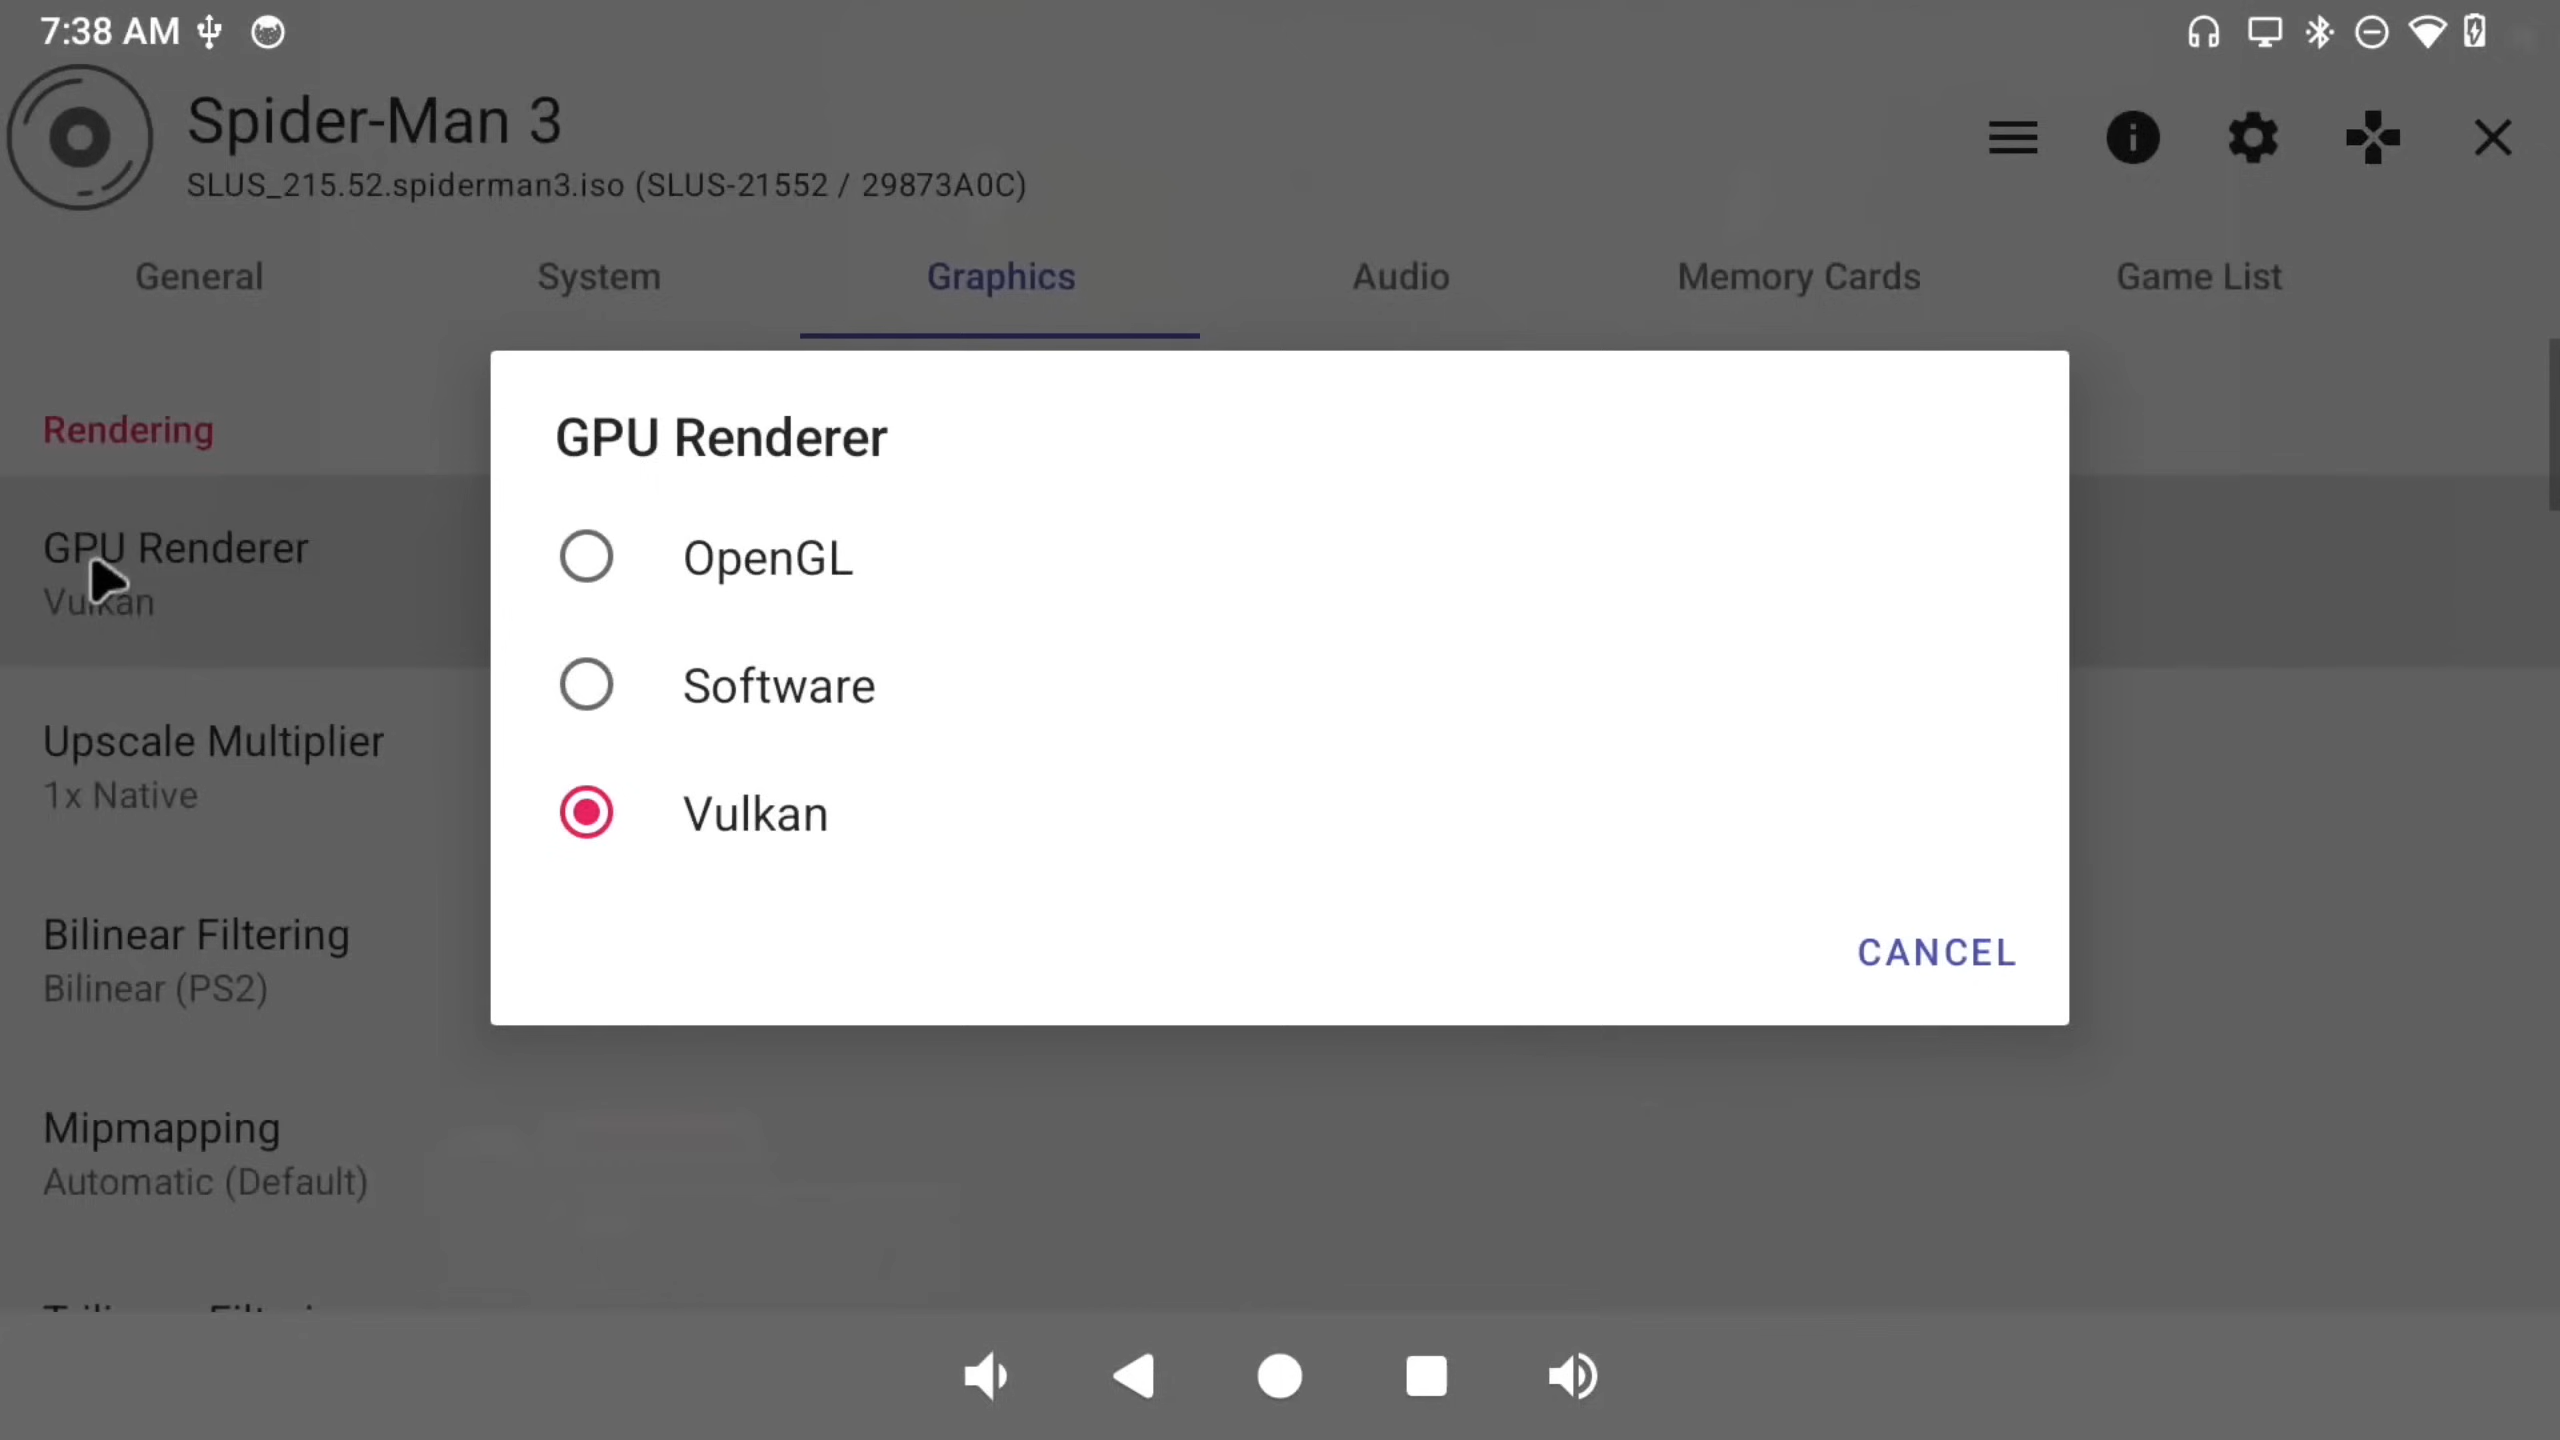 7:38 AM
Spider-Man 3
SLUS_215.52.spiderman3.iso (SLUS-21552 / 29873A0C)
General
System
Graphics
Audio
Memory Cards
Game List
Rendering
GPU Renderer
Vulkan
Upscale Multiplier
1x Native
Bilinear Filtering
Bilinear (PS2)
Mipmapping
Automatic (Default)
GPU Renderer
OpenGL
Software
Vulkan
CANCEL